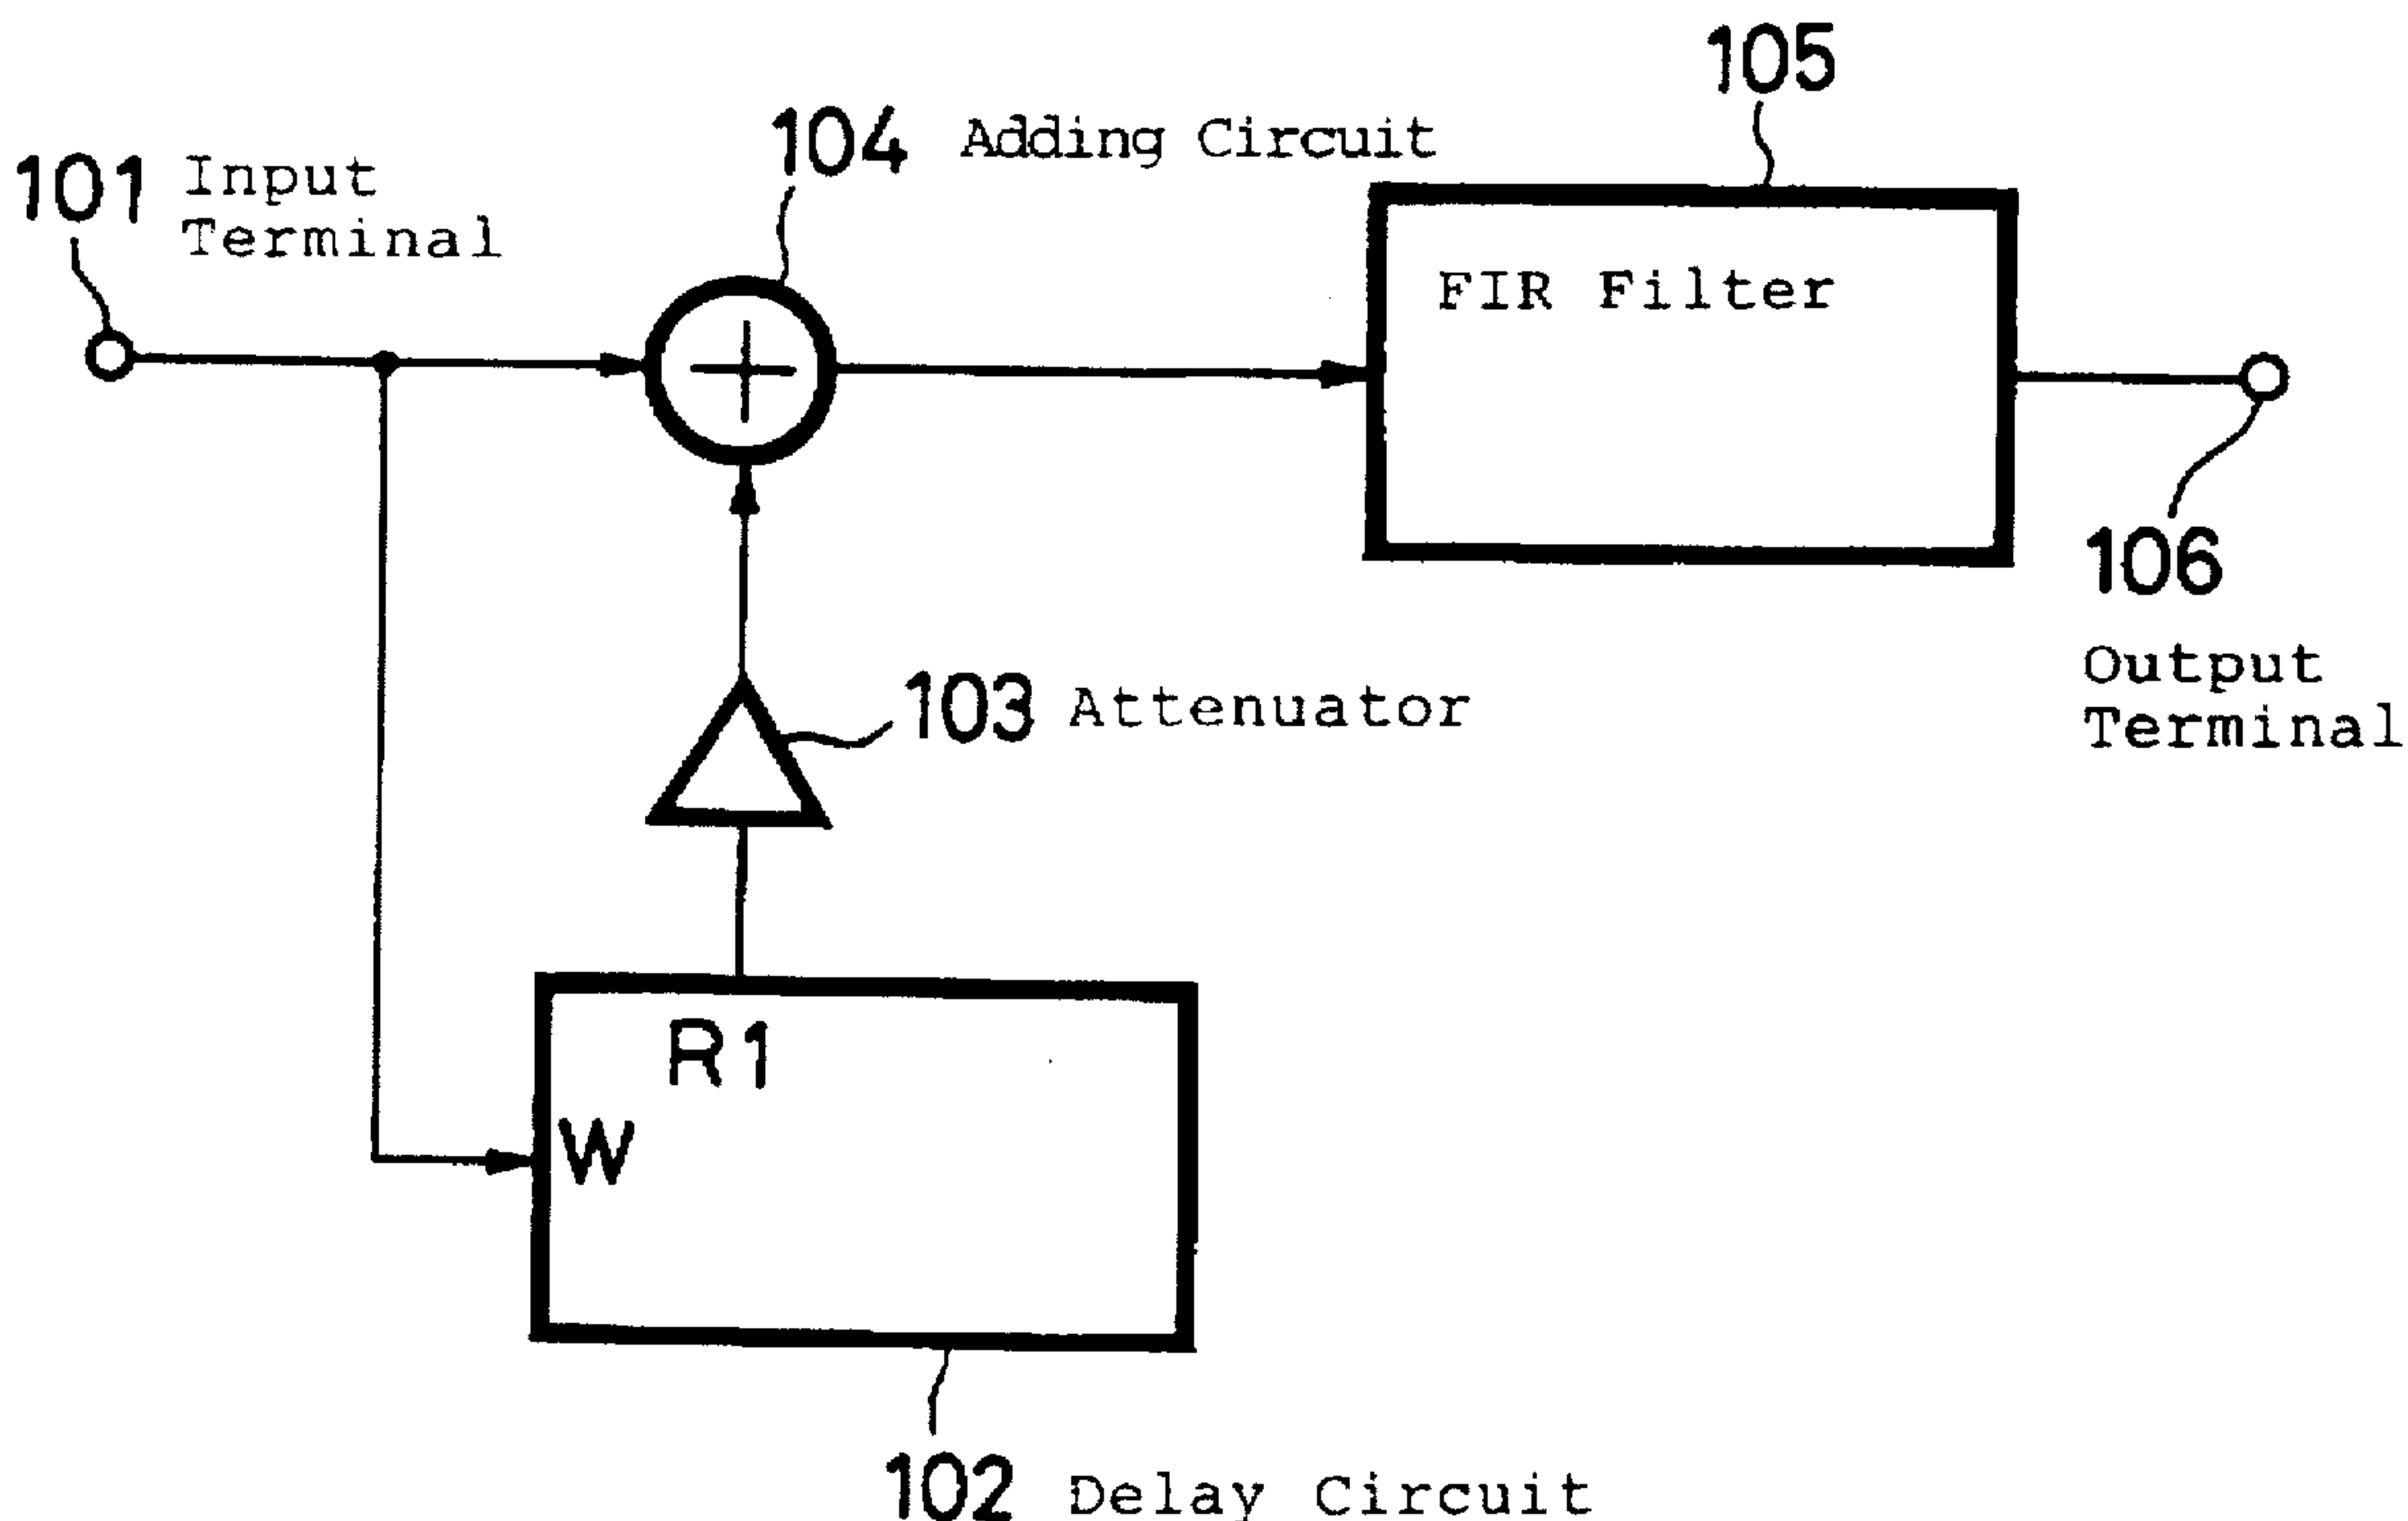 105
104 Adding Circuit
101 Input
Terminal
FIR Filter
106
Output
Terminal
103 Attenuator
R1
W
102 Delay Circuit